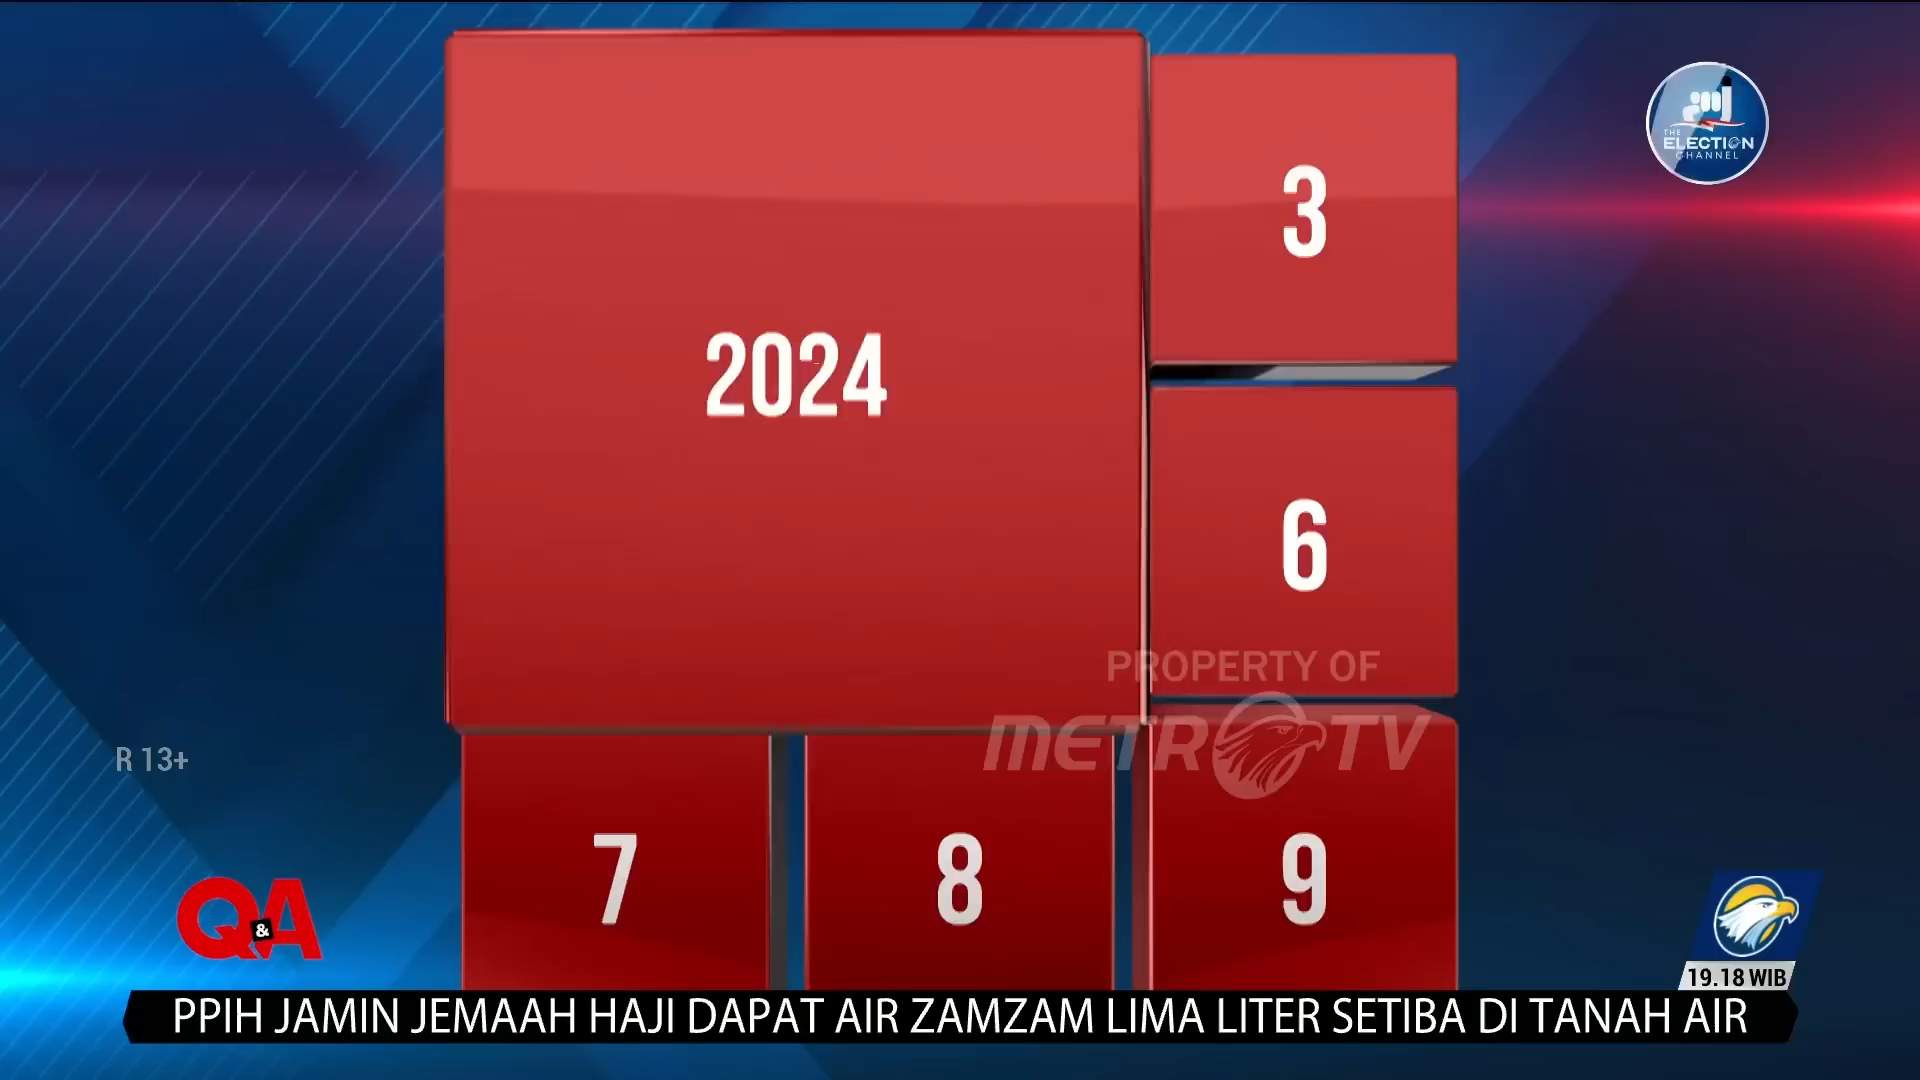 THE
ELECTION
CHANNEL
3
2024
6
PROPERTY OF
METRO TV
R 13+
7
8
9
Q&A
19.18 WIB
PPIH JAMIN JEMAAH HAJI DAPAT AIR ZAMZAM LIMA LITER SETIBA DI TANAH AIR